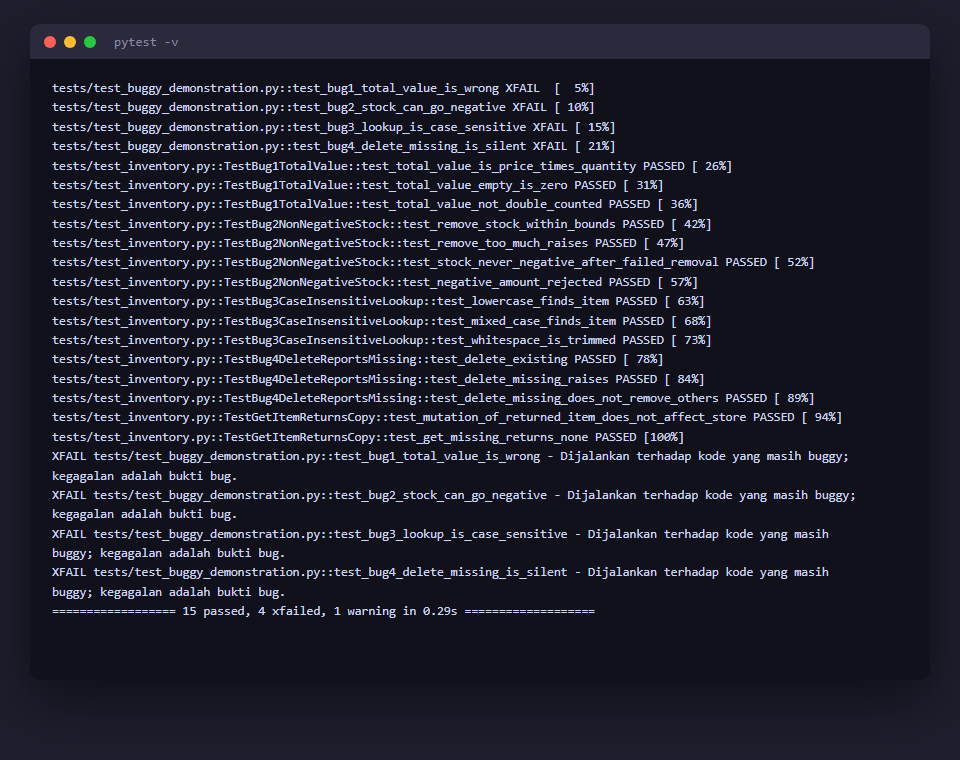 pytest -v
tests/test_buggy_demonstration.py::test_bug1_total_value_is_wrong XFAIL  [  5%]
tests/test_buggy_demonstration.py::test_bug2_stock_can_go_negative XFAIL [ 10%]
tests/test_buggy_demonstration.py::test_bug3_lookup_is_case_sensitive XFAIL [ 15%]
tests/test_buggy_demonstration.py::test_bug4_delete_missing_is_silent XFAIL [ 21%]
tests/test_inventory.py::TestBug1TotalValue::test_total_value_is_price_times_quantity PASSED [ 26%]
tests/test_inventory.py::TestBug1TotalValue::test_total_value_empty_is_zero PASSED [ 31%]
tests/test_inventory.py::TestBug1TotalValue::test_total_value_not_double_counted PASSED [ 36%]
tests/test_inventory.py::TestBug2NonNegativeStock::test_remove_stock_within_bounds PASSED [ 42%]
tests/test_inventory.py::TestBug2NonNegativeStock::test_remove_too_much_raises PASSED [ 47%]
tests/test_inventory.py::TestBug2NonNegativeStock::test_stock_never_negative_after_failed_removal PASSED [ 52%]
tests/test_inventory.py::TestBug2NonNegativeStock::test_negative_amount_rejected PASSED [ 57%]
tests/test_inventory.py::TestBug3CaseInsensitiveLookup::test_lowercase_finds_item PASSED [ 63%]
tests/test_inventory.py::TestBug3CaseInsensitiveLookup::test_mixed_case_finds_item PASSED [ 68%]
tests/test_inventory.py::TestBug3CaseInsensitiveLookup::test_whitespace_is_trimmed PASSED [ 73%]
tests/test_inventory.py::TestBug4DeleteReportsMissing::test_delete_existing PASSED [ 78%]
tests/test_inventory.py::TestBug4DeleteReportsMissing::test_delete_missing_raises PASSED [ 84%]
tests/test_inventory.py::TestBug4DeleteReportsMissing::test_delete_missing_does_not_remove_others PASSED [ 89%]
tests/test_inventory.py::TestGetItemReturnsCopy::test_mutation_of_returned_item_does_not_affect_store PASSED [ 94%]
tests/test_inventory.py::TestGetItemReturnsCopy::test_get_missing_returns_none PASSED [100%]
XFAIL tests/test_buggy_demonstration.py::test_bug1_total_value_is_wrong - Dijalankan terhadap kode yang masih buggy;
kegagalan adalah bukti bug.
XFAIL tests/test_buggy_demonstration.py::test_bug2_stock_can_go_negative - Dijalankan terhadap kode yang masih buggy;
kegagalan adalah bukti bug.
XFAIL tests/test_buggy_demonstration.py::test_bug3_lookup_is_case_sensitive - Dijalankan terhadap kode yang masih
buggy; kegagalan adalah bukti bug.
XFAIL tests/test_buggy_demonstration.py::test_bug4_delete_missing_is_silent - Dijalankan terhadap kode yang masih
buggy; kegagalan adalah bukti bug.
================== 15 passed, 4 xfailed, 1 warning in 0.29s ===================